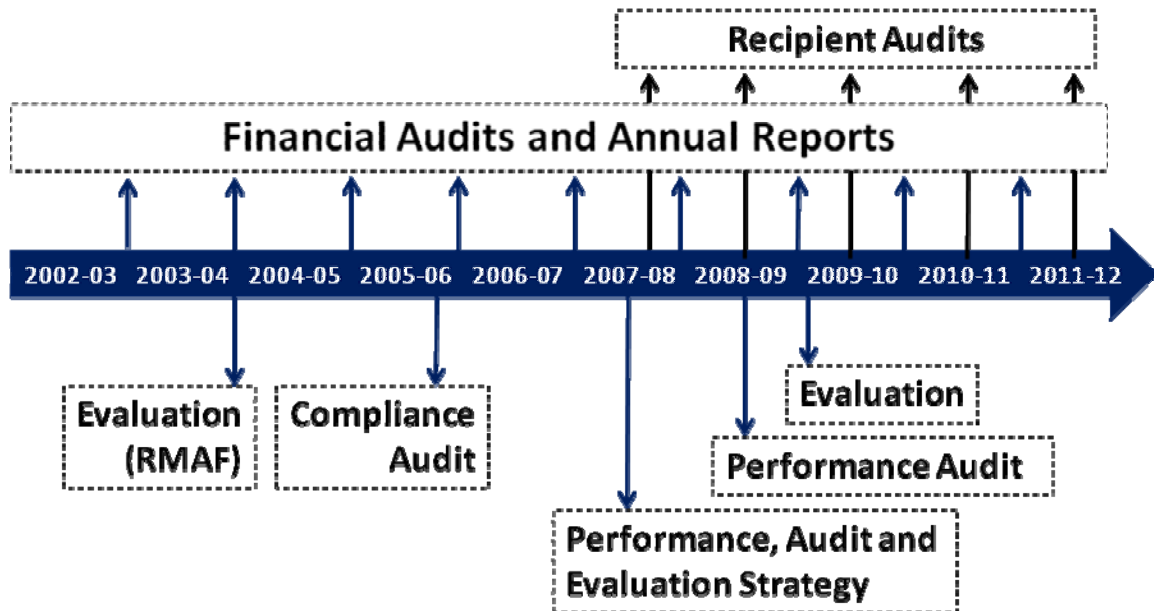 Recipient Audits
Financial Audits and Annual Reports
2002-03 2003-04 2004-05 2005-06 2006-07 2007-08 2008-09 2009-10 2010-11 2011-12
Evaluation
(RMAF)
Compliance
Audit
Evaluation
Performance Audit
Performance, Audit and
Evaluation Strategy